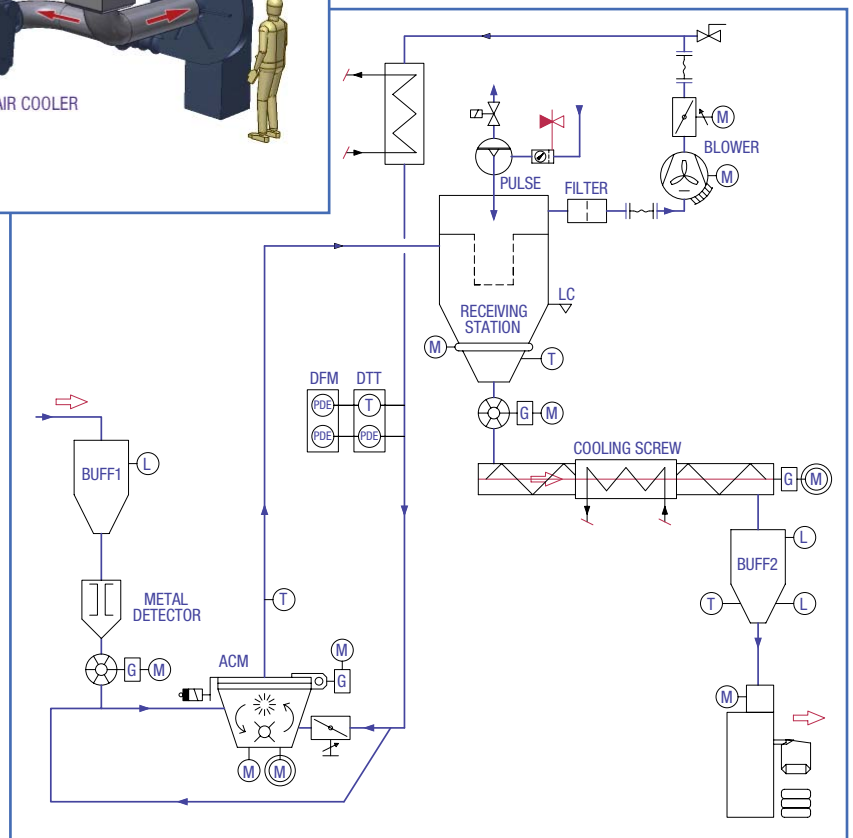 AIR COOLER
M
BLOWER
M
PULSE
FILTER
LC
RECEIVING
STATION
M
T
DFM DTT
PDE T
PDE PDE
G M
COOLING SCREW
G M
BUFF1
L
L
BUFF2
T
L
METAL
DETECTOR
T
G M
ACM
M
G
M
M M